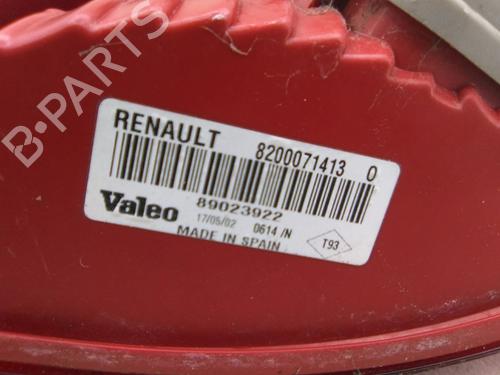 B-PARTS
RENAULT 8200071413 0
Valeo 89023922
17/05/02 0614 /N
MADE IN SPAIN
T93